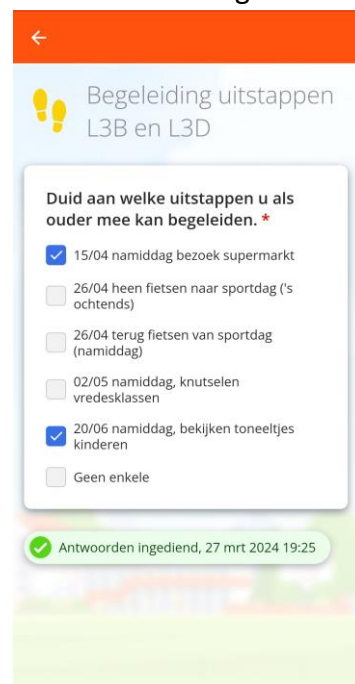 Begeleiding uitstappen
L3B en L3D
Duid aan welke uitstappen u als
ouder mee kan begeleiden. *
15/04 namiddag bezoek supermarkt
26/04 heen fietsen naar sportdag ('s
ochtends)
26/04 terug fietsen van sportdag
(namiddag)
02/05 namiddag, knutselen
vredesklassen
20/06 namiddag, bekijken toneeltjes
kinderen
Geen enkele
Antwoorden ingediend, 27 mrt 2024 19:25